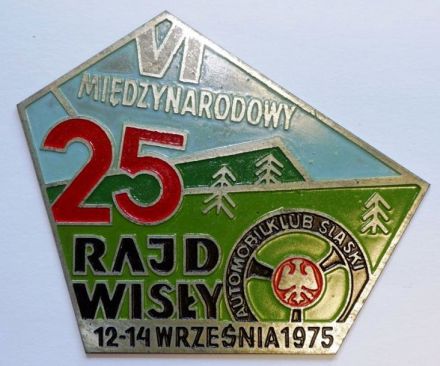 VI
MIĘDZYNARODOWY
25
RAJD
WISŁY
AUTOMOBILKLUB ŚLĄSKI
12-14 WRZEŚNIA 1975